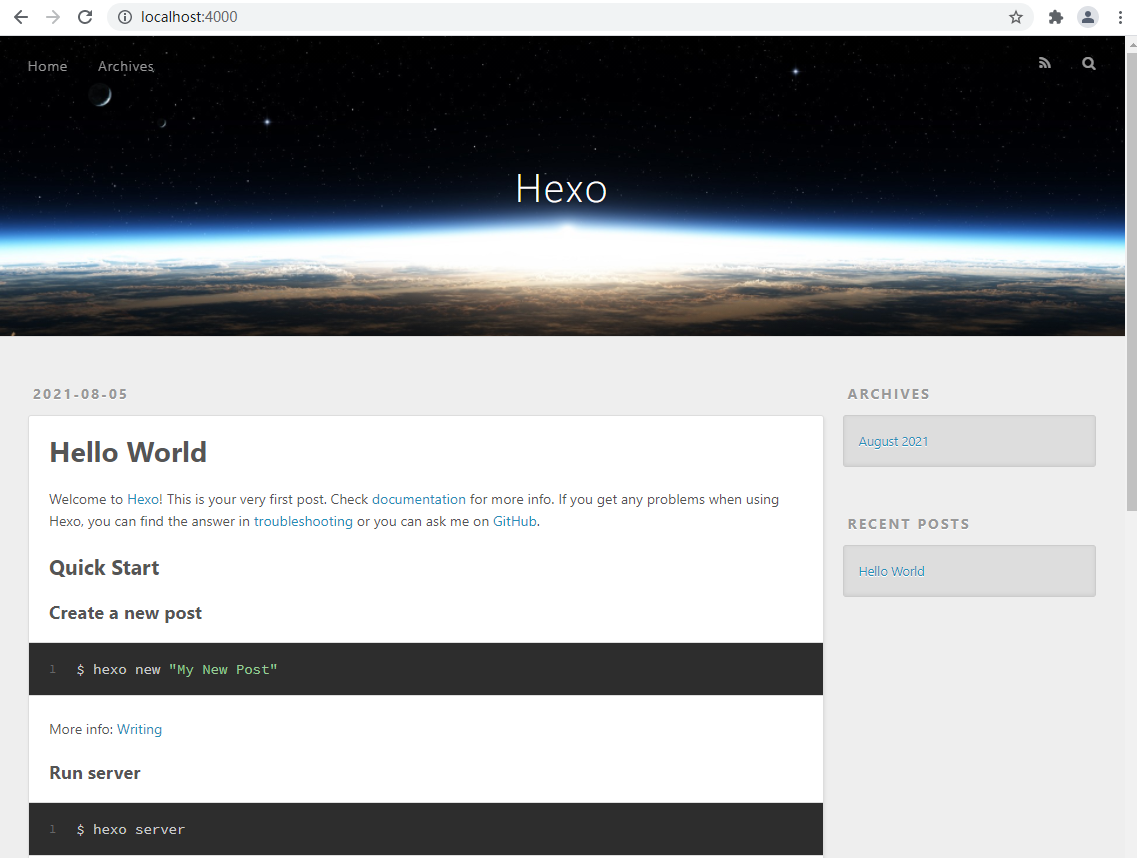 localhost:4000
Home Archives
Hexo
2021-08-05
Hello World
Welcome to Hexo! This is your very first post. Check documentation for more info. If you get any problems when using
Hexo, you can find the answer in troubleshooting or you can ask me on GitHub.
Quick Start
Create a new post
1 $ hexo new "My New Post"
More info: Writing
Run server
1 $ hexo server
ARCHIVES
August 2021
RECENT POSTS
Hello World